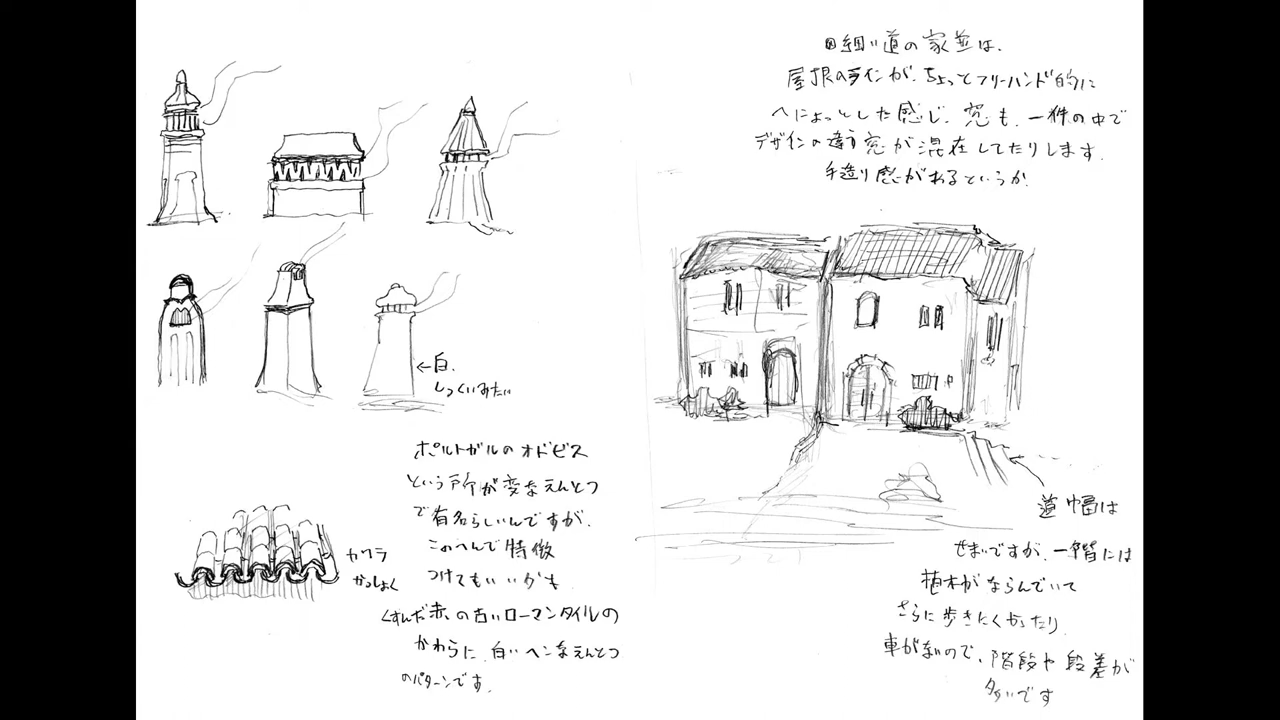 細い道の家並は、
屋根のラインが、ちょっとフリーハンド的に
へにょっとした感じ、窓も、一件の中で
デザインの違う窓が混在してたりします。
手造り感があるというか
←白、
しっくいみたい
ポルトガルのオドビス
という所が変なえんとつ
で有名らしいんですが、
このへんで特徴
つけてもいいかも
カワラ
かっしょく
くすんだ赤の古いローマンタイルの
かわらに、白いヘンなえんとつ
のパターンです。
道幅は
せまいですが、一階には
植木がならんでいて
さらに歩きにくかったり
車がないので、階段や段差が
多いです